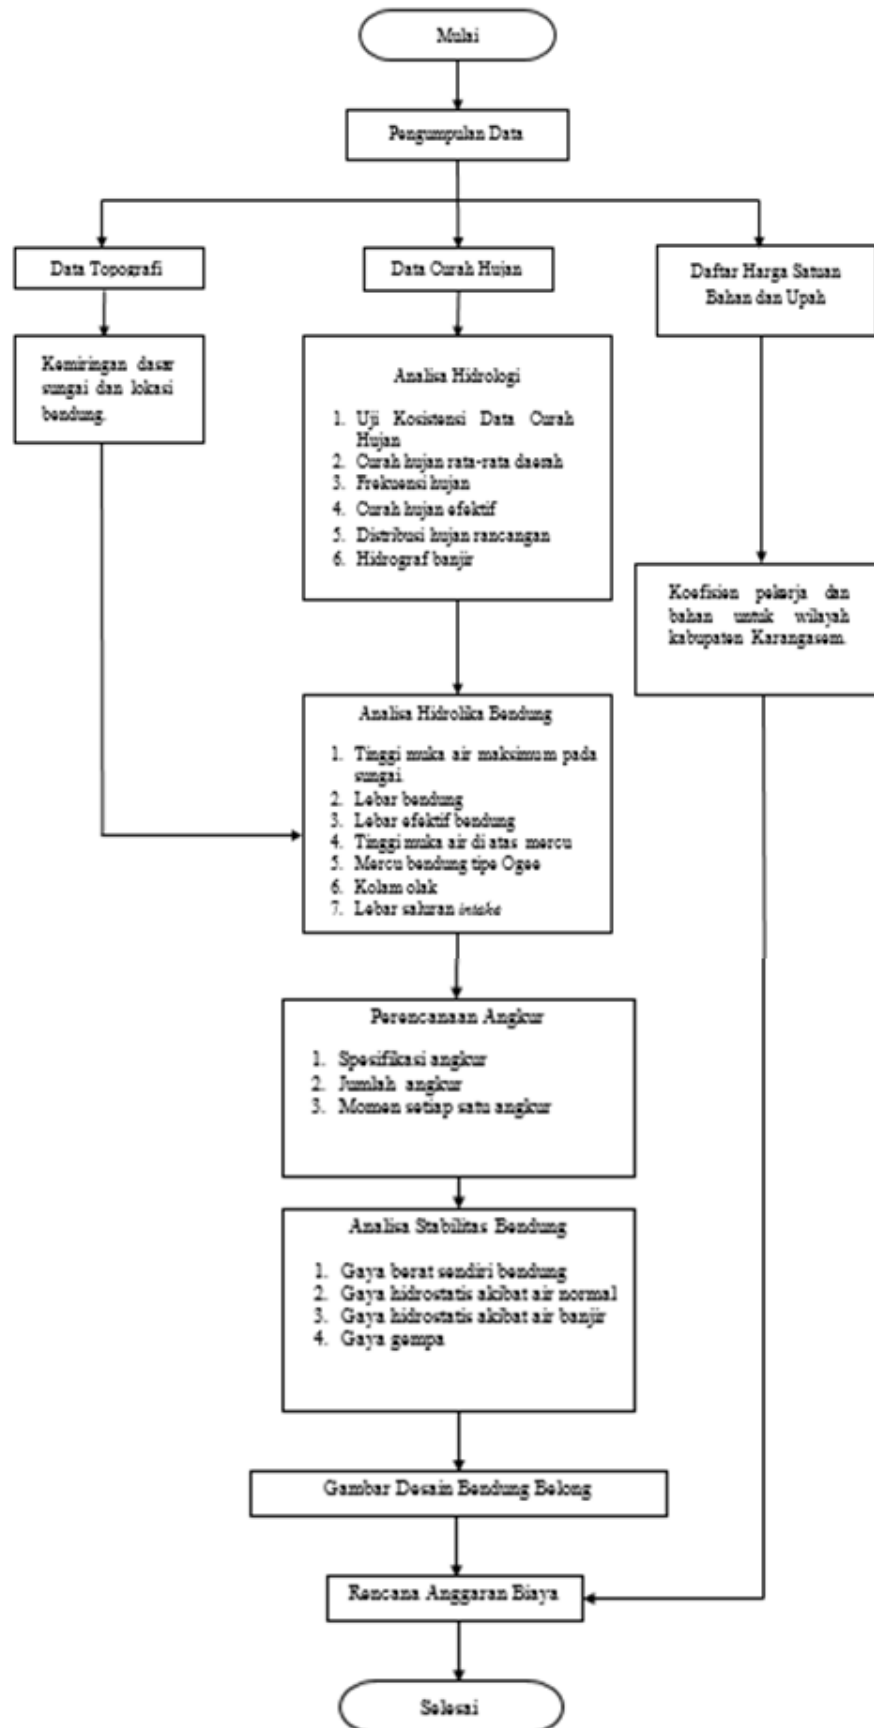 Mulai
Pengumpulan Data
Data Topografi
Data Curah Hujan
Daftar Harga Satuan
Bahan dan Upah
Kemiringan dasar
sungai dan lokasi
bendung.
Analisa Hidrologi
1. Uji Kosistensi Data Curah
Hujan
2. Curah hujan rata-rata daerah
3. Frekuensi hujan
4. Curah hujan efektif
5. Distribusi hujan rancangan
6. Hidrograf banjir
Koefisien pekerja dan
bahan untuk wilayah
kabupaten Karangasem.
Analisa Hidrolika Bendung
1. Tinggi muka air maksimum pada
sungai
2. Lebar bendung
3. Lebar efektif bendung
4. Tinggi muka air di atas mercu
5. Mercu bendung tipe Ogee
6. Kolam olak
7. Lebar saluran intake
Perencanaan Angkur
1. Spesifikasi angkur
2. Jumlah angkur
3. Momen setiap satu angkur
Analisa Stabilitas Bendung
1. Gaya berat sendiri bendung
2. Gaya hidrostatis akibat air normal
3. Gaya hidrostatis akibat air banjir
4. Gaya gempa
Gambar Desain Bendung Belong
Rencana Anggaran Biaya
Selesai